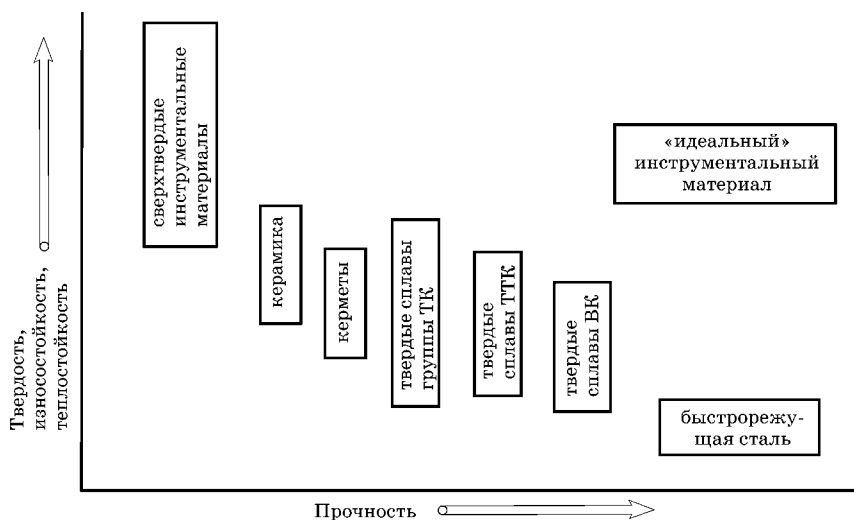 Твердость,
износостойкость,
теплостойкость
сверхтвердые
инструментальные
материалы
керамика
керметы
твердые сплавы
группы ТК
твердые
сплавы ТТК
твердые
сплавы ВК
«идеальный»
инструментальный
материал
быстрорежу-
щая сталь
Прочность